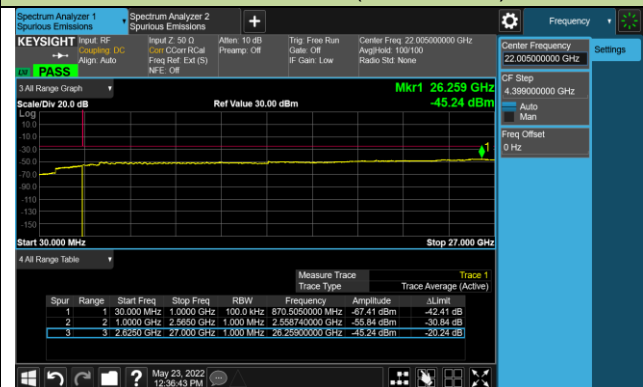 Spectrum Analyzer 1
Spurious Emissions
Spectrum Analyzer 2
Spurious Emissions
Frequency
KEYSIGHT
Input: RF
Coupling: DC
Align: Auto
Input Z: 50 Ω
Corr CCorr RCal
Freq Ref: Ext (S)
NFE: Off
Atten: 10 dB
Preamp: Off
Trig: Free Run
Gate: Off
IF Gain: Low
Center Freq: 22.005000000 GHz
Avg|Hold: 100/100
Radio Std: None
LXI PASS
Center Frequency
22.005000000 GHz
Settings
CF Step
4.399000000 GHz
Auto
Man
Freq Offset
0 Hz
3 All Range Graph
Mkr1 26.259 GHz
Scale/Div 20.0 dB
Ref Value 30.00 dBm
-45.24 dBm
Log
10.0
-10.0
-30.0
-50.0
-70.0
-90.0
-110
-130
-150
1
Start 30.000 MHz
Stop 27.000 GHz
4 All Range Table
Measure Trace Trace 1
Trace Type Trace Average (Active)
Spur Range Start Freq Stop Freq RBW Frequency Amplitude ΔLimit
1 1 30.000 MHz 1.0000 GHz 100.0 kHz 870.5050000 MHz -67.41 dBm -42.41 dB
2 2 1.0000 GHz 2.5650 GHz 1.000 MHz 2.558740000 GHz -55.84 dBm -30.84 dB
3 3 2.6250 GHz 27.000 GHz 1.000 MHz 26.25900000 GHz -45.24 dBm -20.24 dB
May 23, 2022
12:36:43 PM